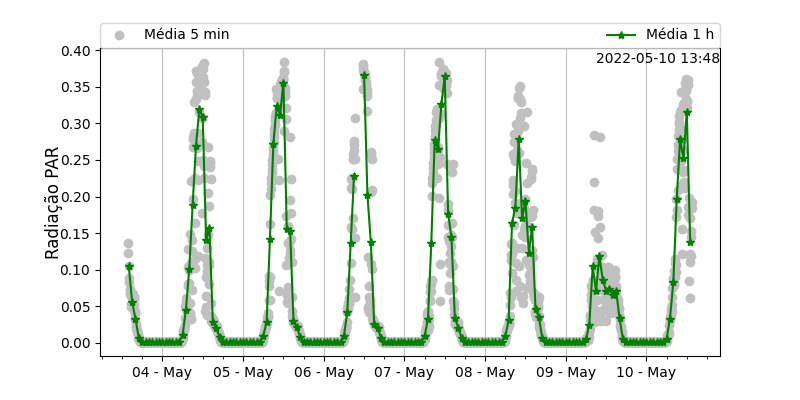 Média 5 min
Média 1 h
2022-05-10 13:48
Radiação PAR
0.40
0.35
0.30
0.25
0.20
0.15
0.10
0.05
0.00
04 - May
05 - May
06 - May
07 - May
08 - May
09 - May
10 - May